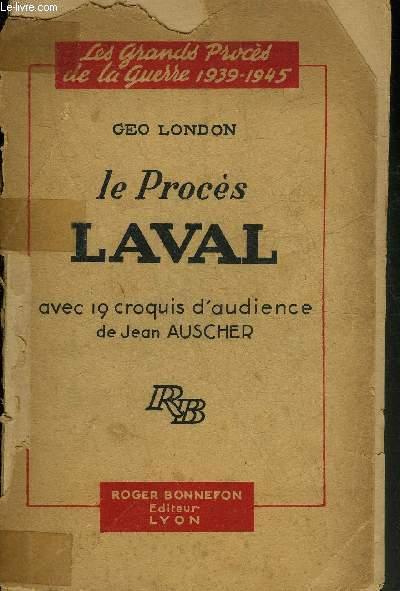 Le-livre.com
Les Grands Procès
de la Guerre 1939-1945
GEO LONDON
le Procès
LAVAL
avec 19 croquis d'audience
de Jean AUSCHER
RB
ROGER BONNEFON
Editeur
LYON